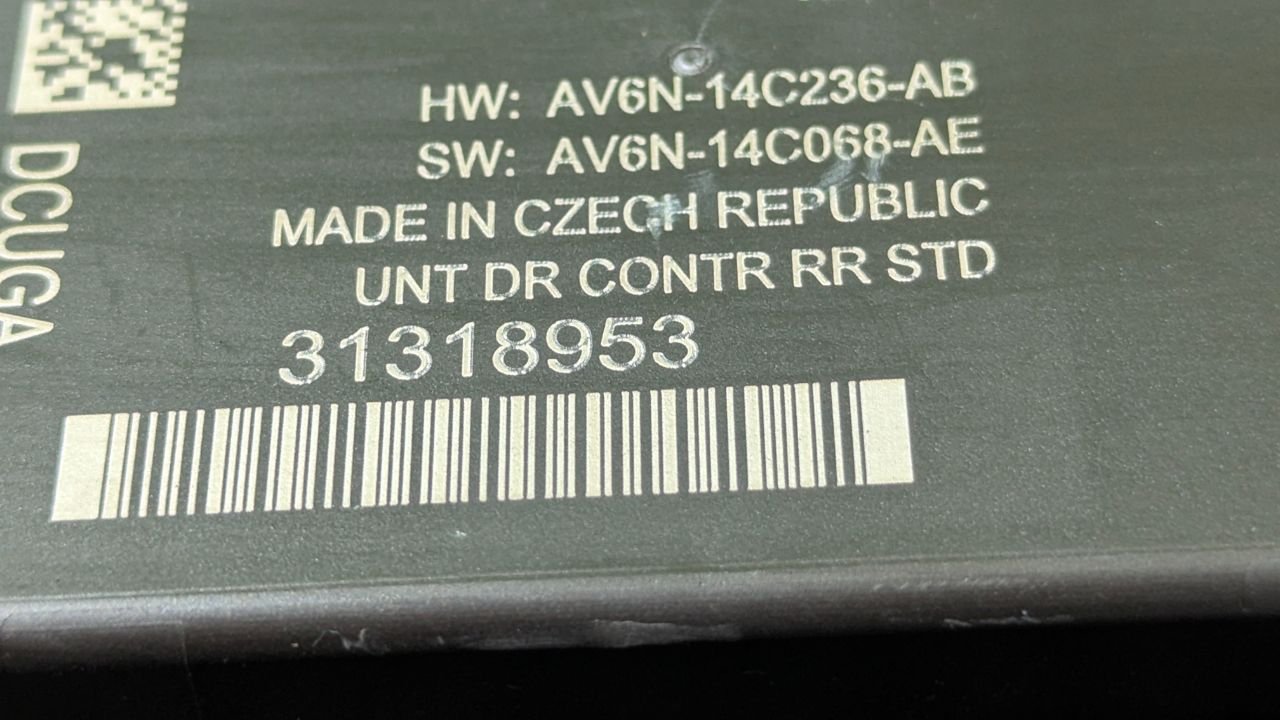 HW: AV6N-14C236-AB
SW: AV6N-14C068-AE
MADE IN CZECH REPUBLIC
UNT DR CONTR RR STD
31318953
DCUGA